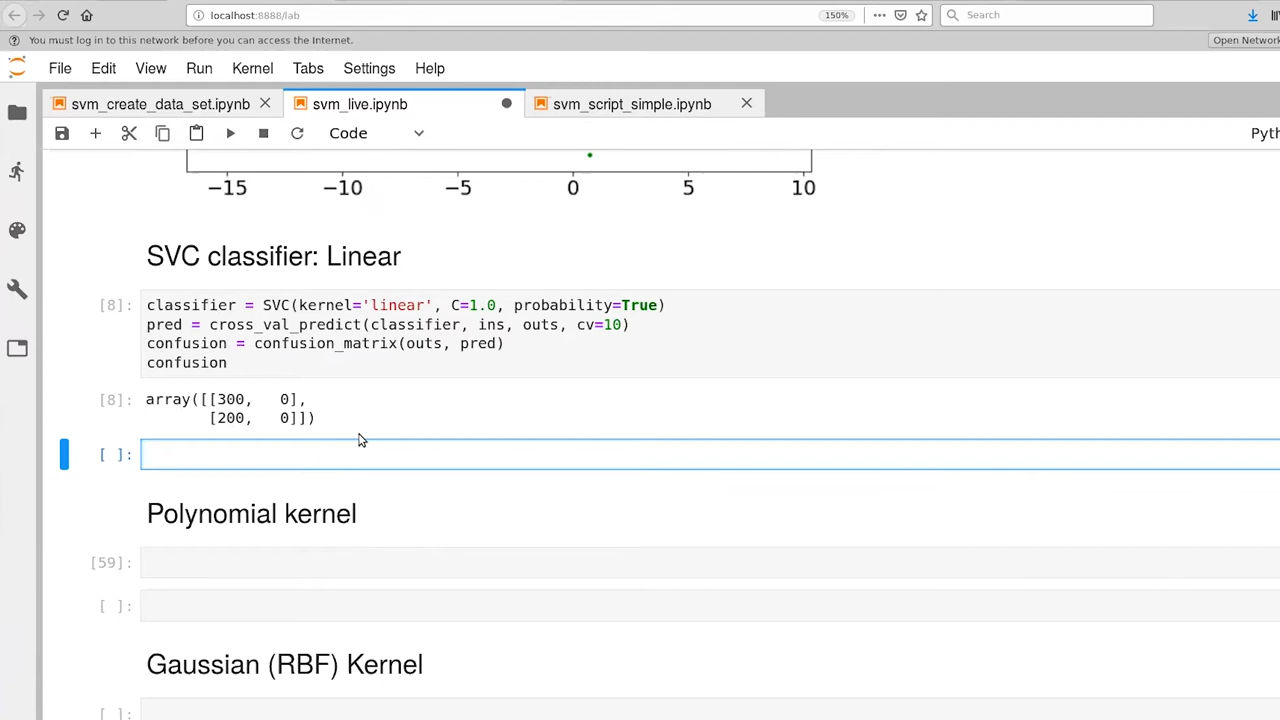 localhost:8888/lab
150%
Search
You must log in to this network before you can access the Internet.
Open Network
File Edit View Run Kernel Tabs Settings Help
svm_create_data_set.ipynb
svm_live.ipynb
svm_script_simple.ipynb
Code
Pyth
−15 −10 −5 0 5 10
SVC classifier: Linear
[8]: classifier = SVC(kernel='linear', C=1.0, probability=True)
pred = cross_val_predict(classifier, ins, outs, cv=10)
confusion = confusion_matrix(outs, pred)
confusion
[8]: array([[300,   0],
[200,   0]])
[ ]:
Polynomial kernel
[59]:
[ ]:
Gaussian (RBF) Kernel
[ ]: